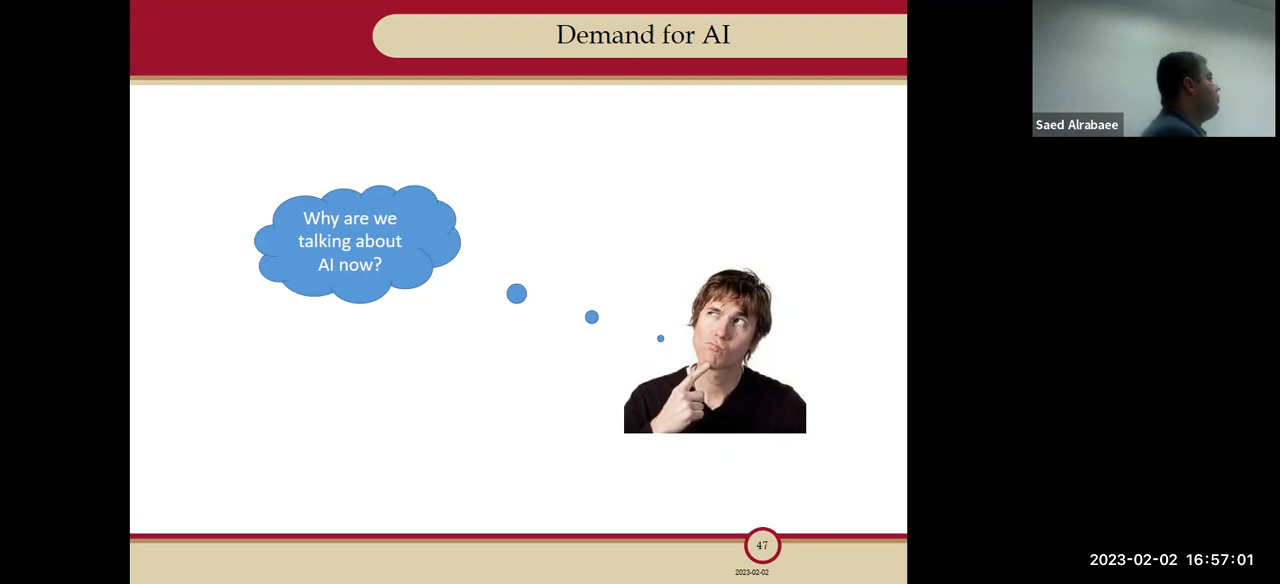 Demand for AI
Saed Alrabaee
Why are we
talking about
AI now?
47
2023-02-02
2023-02-02 16:57:01